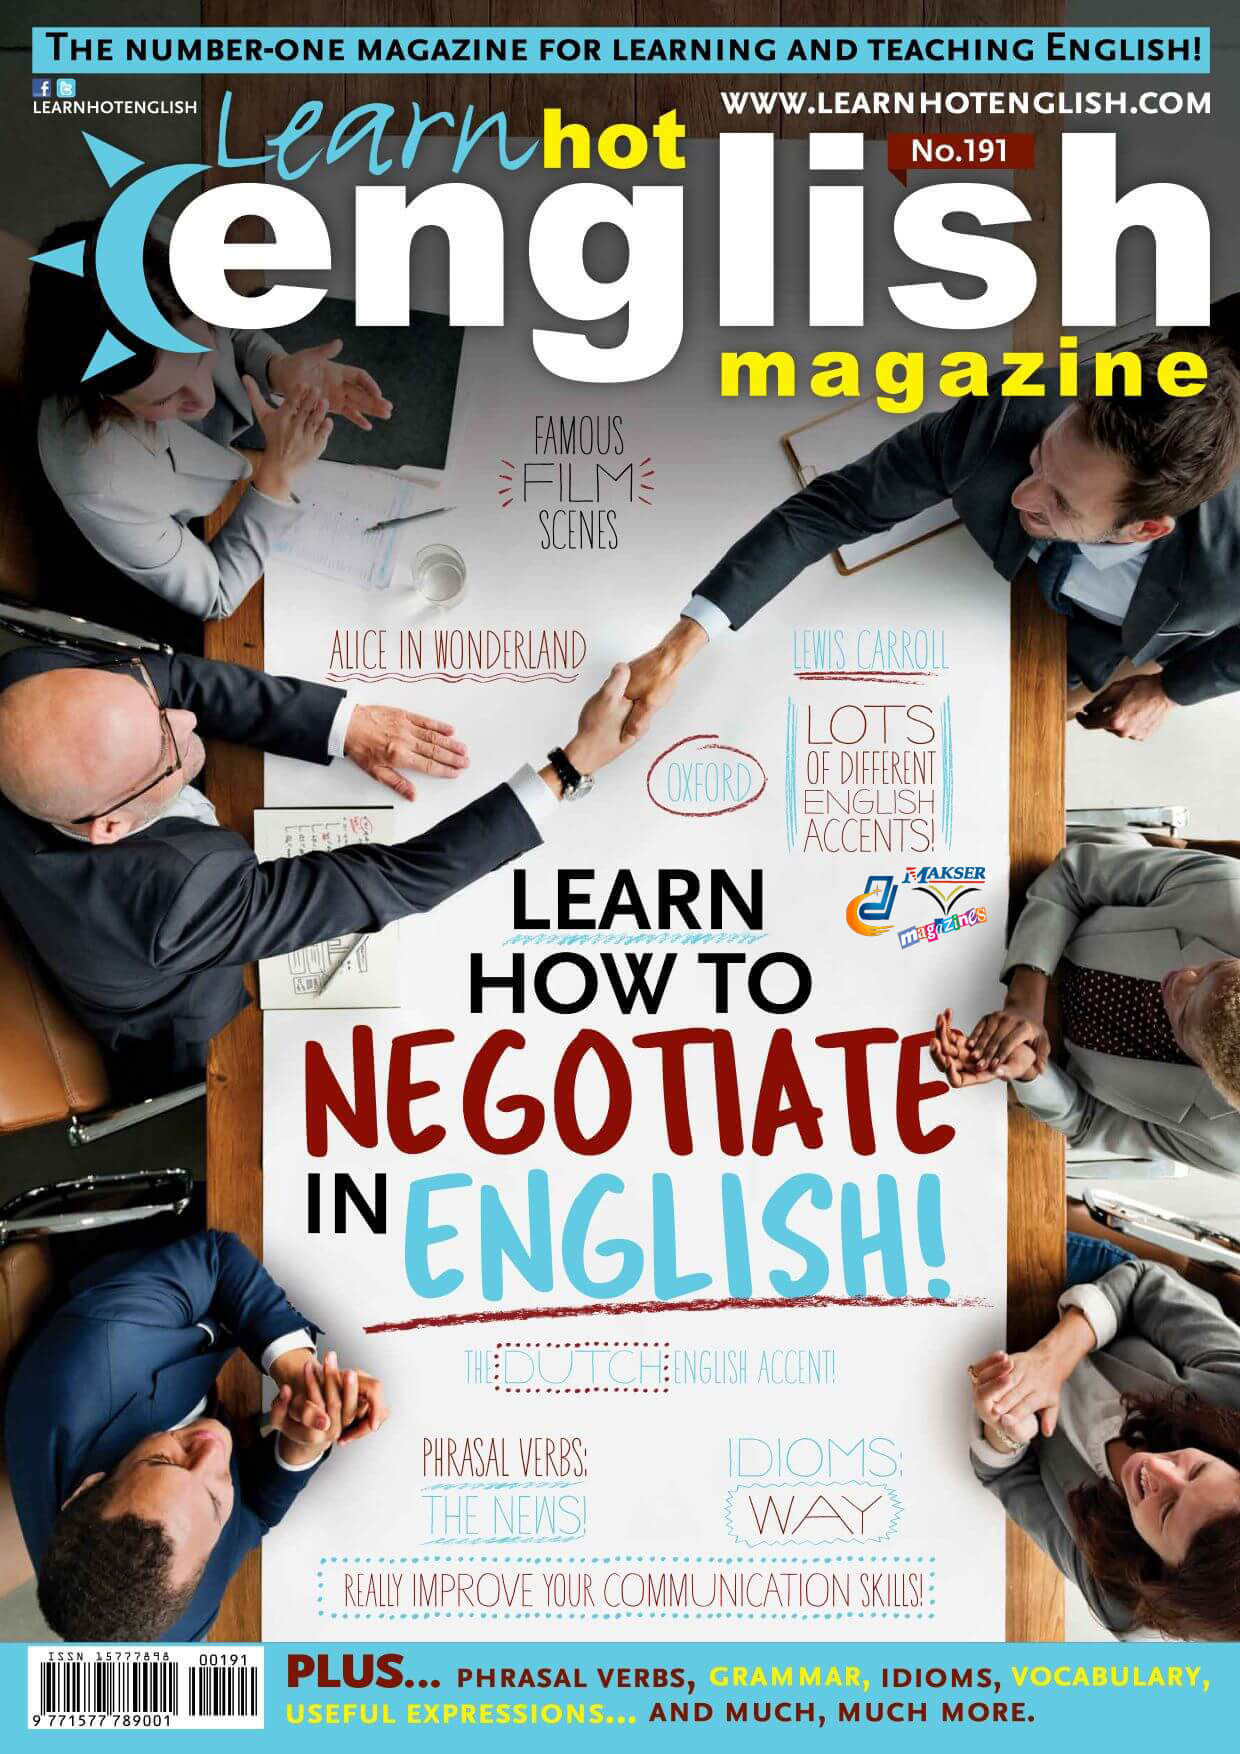 THE NUMBER-ONE MAGAZINE FOR LEARNING AND TEACHING ENGLISH!
LEARNHOTENGLISH
WWW.LEARNHOTENGLISH.COM
Learn hot
No.191
english
magazine
FAMOUS
FILM
SCENES
ALICE IN WONDERLAND
LEWIS CARROLL
OXFORD
LOTS
OF DIFFERENT
ENGLISH
ACCENTS!
MAKSER
magazines
LEARN
HOW TO
NEGOTIATE
IN ENGLISH!
THE DUTCH ENGLISH ACCENT!
PHRASAL VERBS:
THE NEWS!
IDIOMS:
WAY
REALLY IMPROVE YOUR COMMUNICATION SKILLS!
ISSN 15777898
00191
9 771577 789001
PLUS... PHRASAL VERBS, GRAMMAR, IDIOMS, VOCABULARY,
USEFUL EXPRESSIONS... AND MUCH, MUCH MORE.